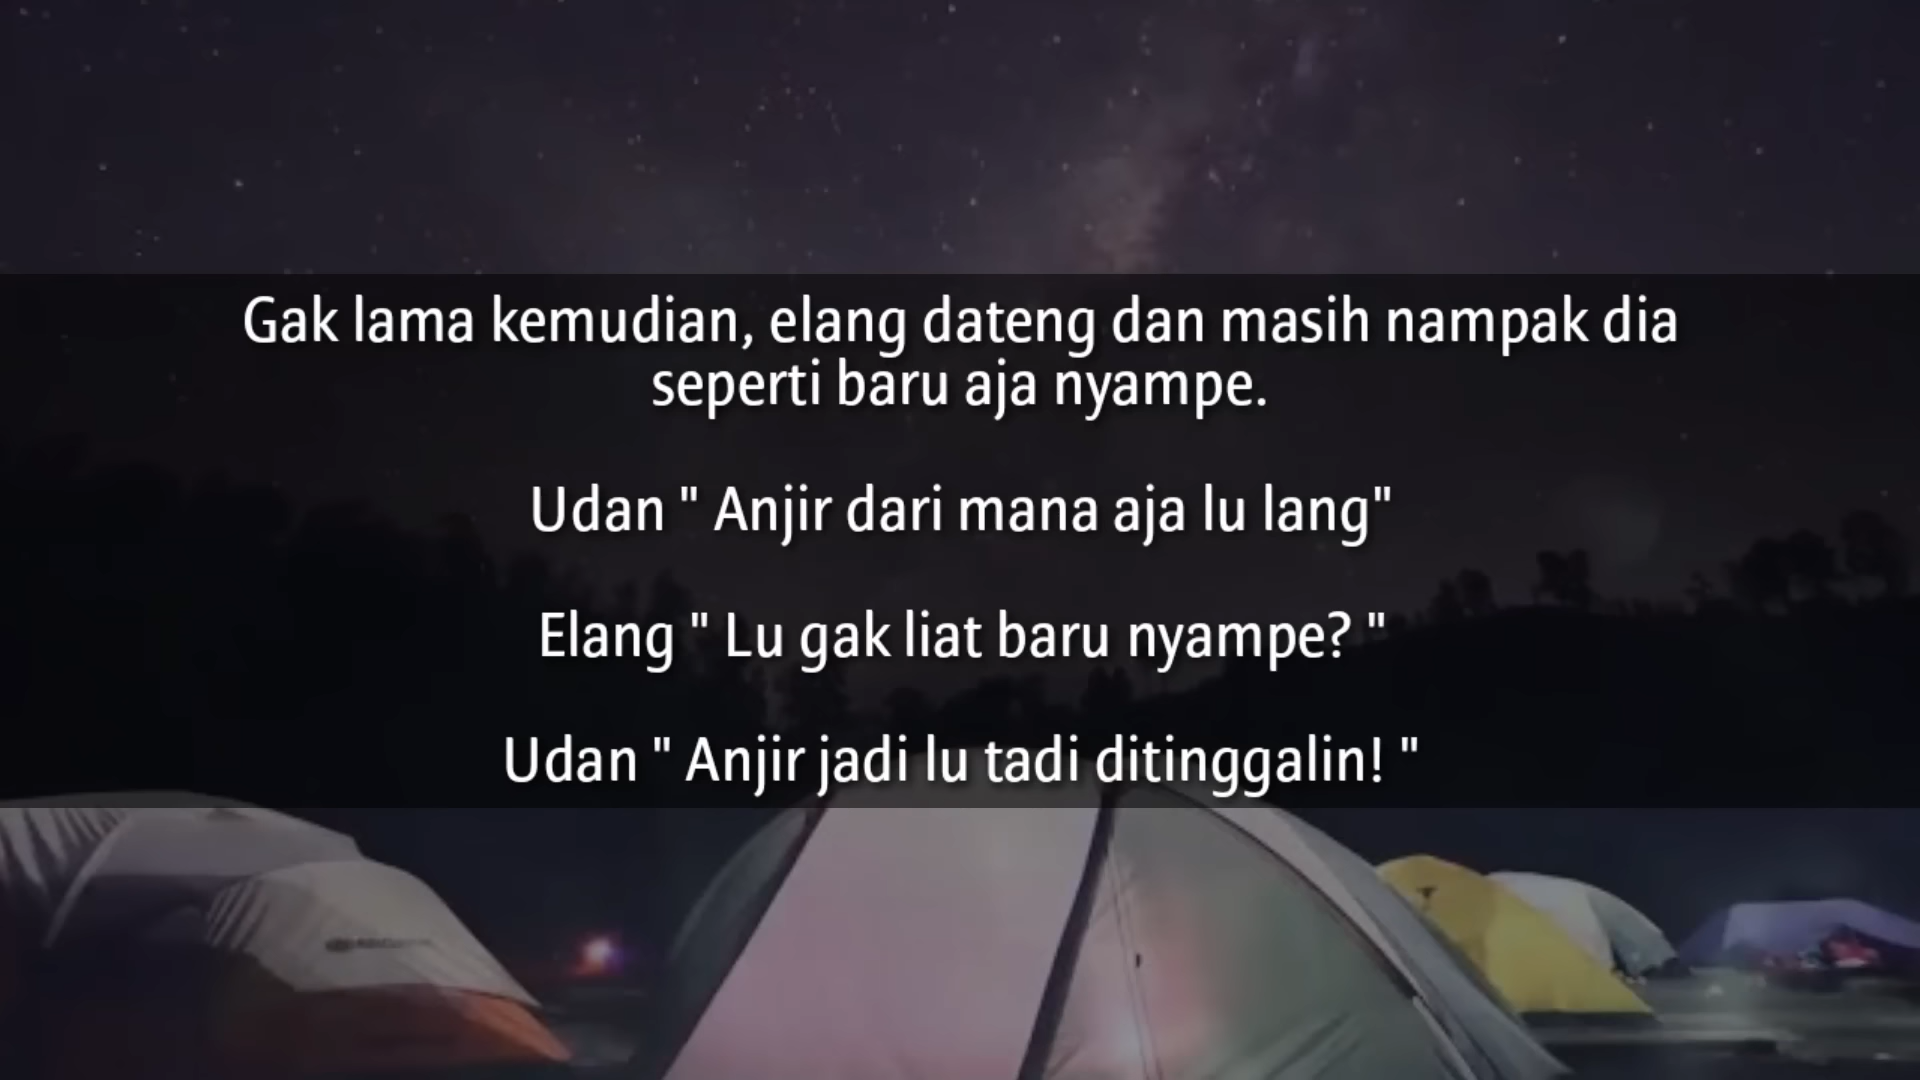 Gak lama kemudian, elang dateng dan masih nampak dia
seperti baru aja nyampe.
Udan " Anjir dari mana aja lu lang"
Elang " Lu gak liat baru nyampe? "
Udan " Anjir jadi lu tadi ditinggalin! "